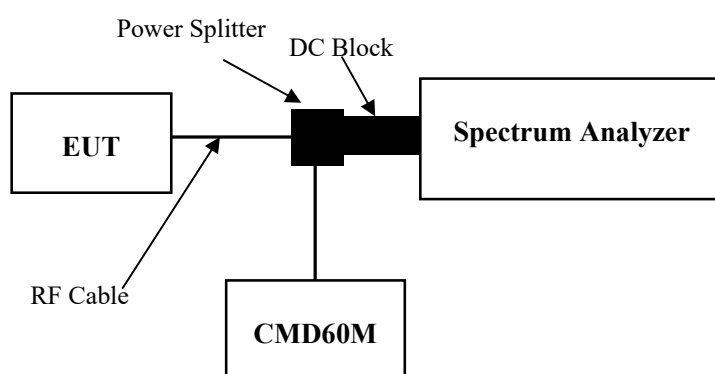 Power Splitter
DC Block
EUT
Spectrum Analyzer
RF Cable
CMD60M